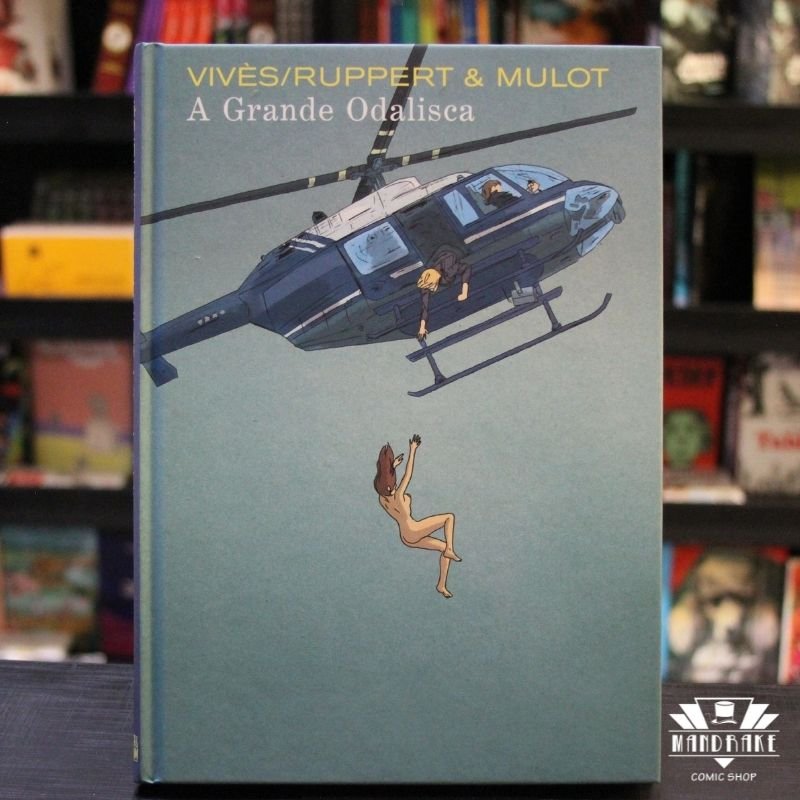 VIVÈS/RUPPERT & MULOT
A Grande Odalisca
MANDRAKE
COMIC SHOP